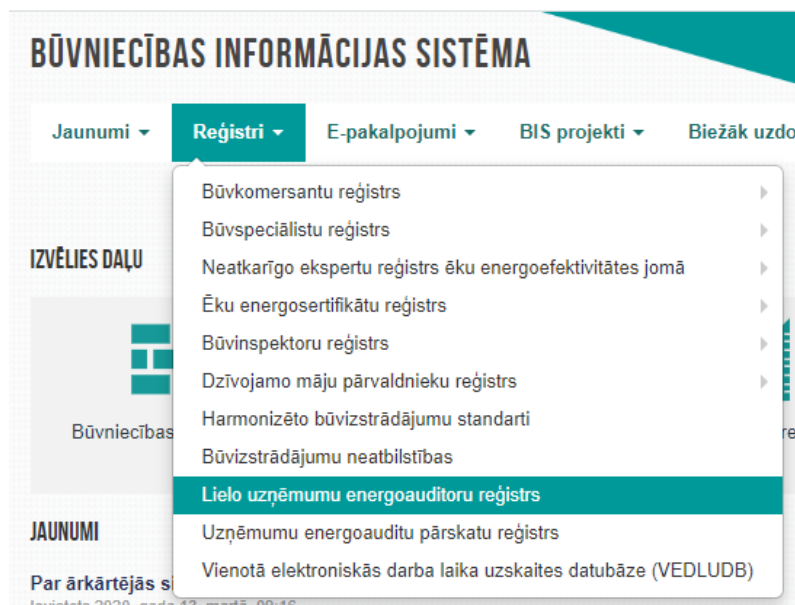 BŪVNIECĪBAS INFORMĀCIJAS SISTĒMA
Jaunumi Reģistri E-pakalpojumi BIS projekti Biežāk
Būvkomersantu reģistrs
Būvspeciālistu reģistrs
IZVĒLIES DAĻU
Neatkarīgo ekspertu reģistrs ēku energoefektivitātes jomā
Ēku energosertifikātu reģistrs
Būvinspektoru reģistrs
Dzīvojamo māju pārvaldnieku reģistrs
Harmonizēto būvizstrādājumu standarti
Būvniecības
Būvizstrādājumu neatbilstības
Lielo uzņēmumu energoauditoru reģistrs
JAUNUMI
Uzņēmumu energoauditu pārskatu reģistrs
Vienotā elektroniskās darba laika uzskaites datubāze (VEDLUDB)
Par ārkārtējās